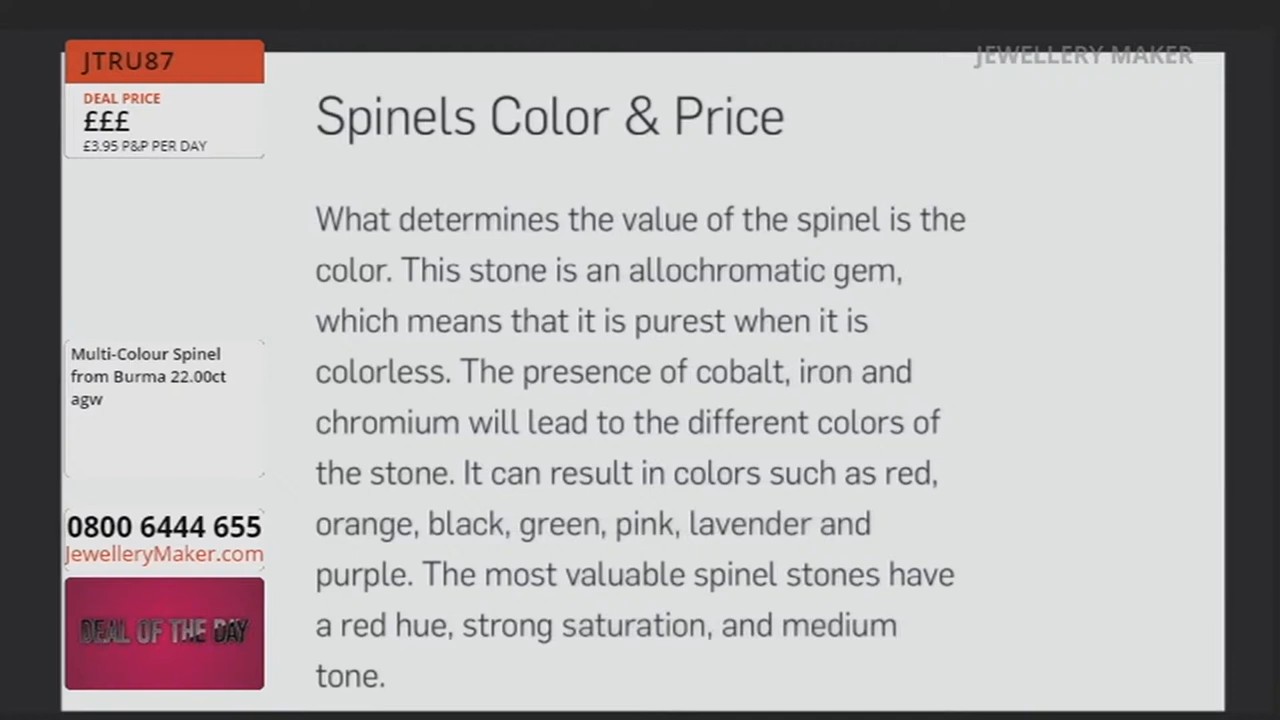 JTRU87
DEAL PRICE
£££
£3.95 P&P PER DAY
Multi-Colour Spinel
from Burma 22.00ct
agw
0800 6444 655
JewelleryMaker.com
DEAL OF THE DAY
JEWELLERY MAKER
Spinels Color & Price
What determines the value of the spinel is the
color. This stone is an allochromatic gem,
which means that it is purest when it is
colorless. The presence of cobalt, iron and
chromium will lead to the different colors of
the stone. It can result in colors such as red,
orange, black, green, pink, lavender and
purple. The most valuable spinel stones have
a red hue, strong saturation, and medium
tone.